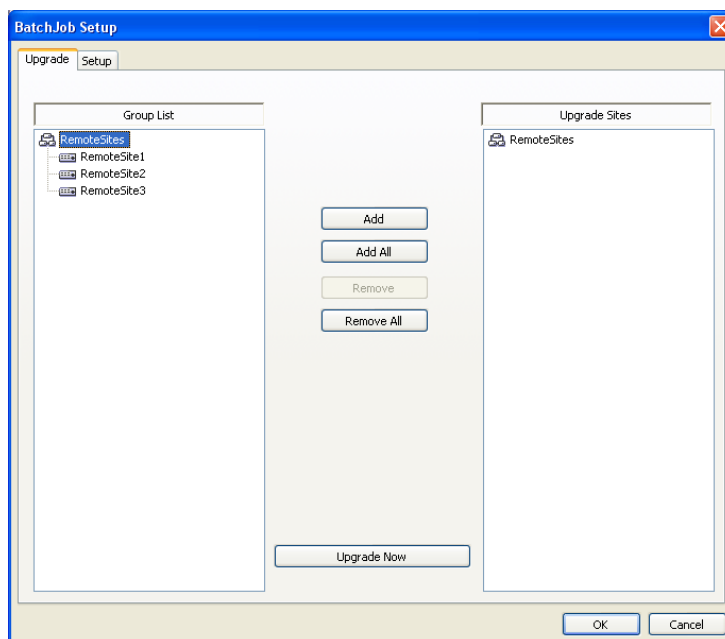 BatchJob Setup
Upgrade
Setup
Group List
RemoteSites
RemoteSite1
RemoteSite2
RemoteSite3
Add
Add All
Remove
Remove All
Upgrade Now
Upgrade Sites
RemoteSites
OK
Cancel